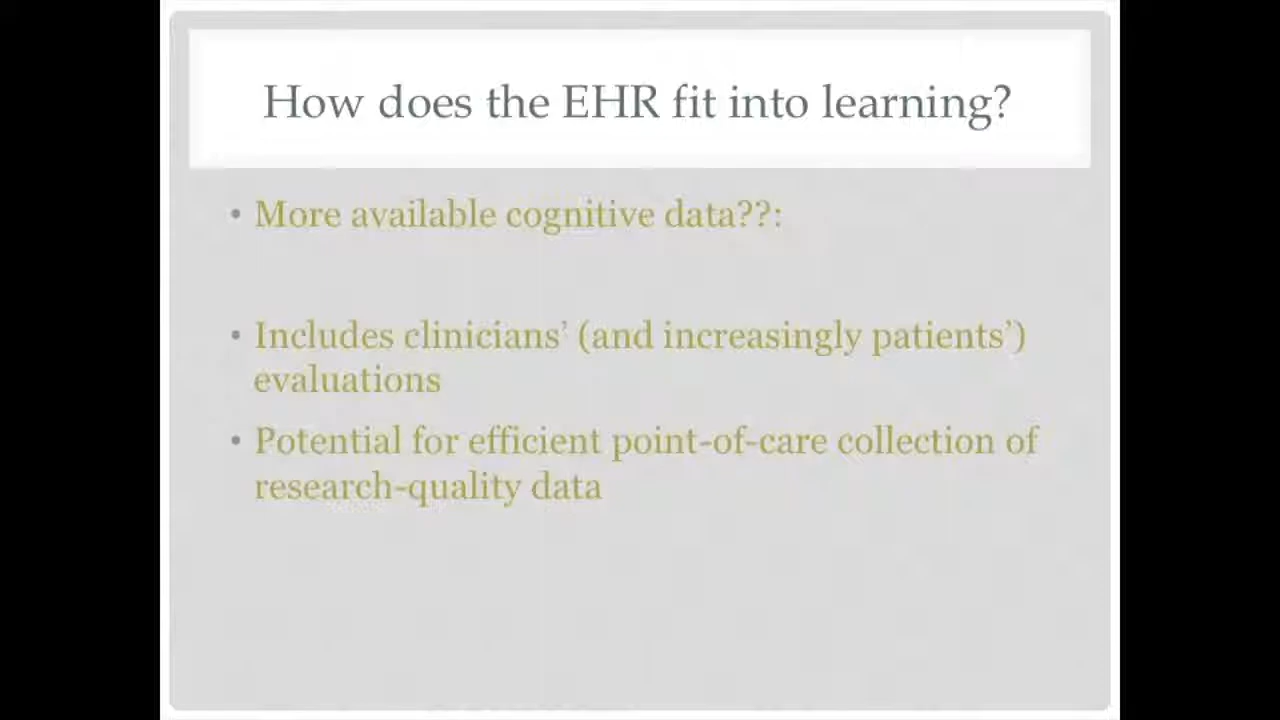 How does the EHR fit into learning?
• More available cognitive data??:
• Includes clinicians’ (and increasingly patients’)
evaluations
• Potential for efficient point-of-care collection of
research-quality data